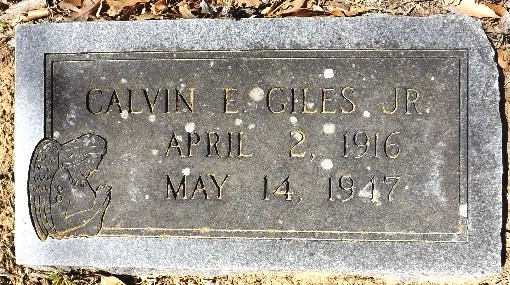 CALVIN E. GILES JR.
APRIL 2, 1916
MAY 14, 1947